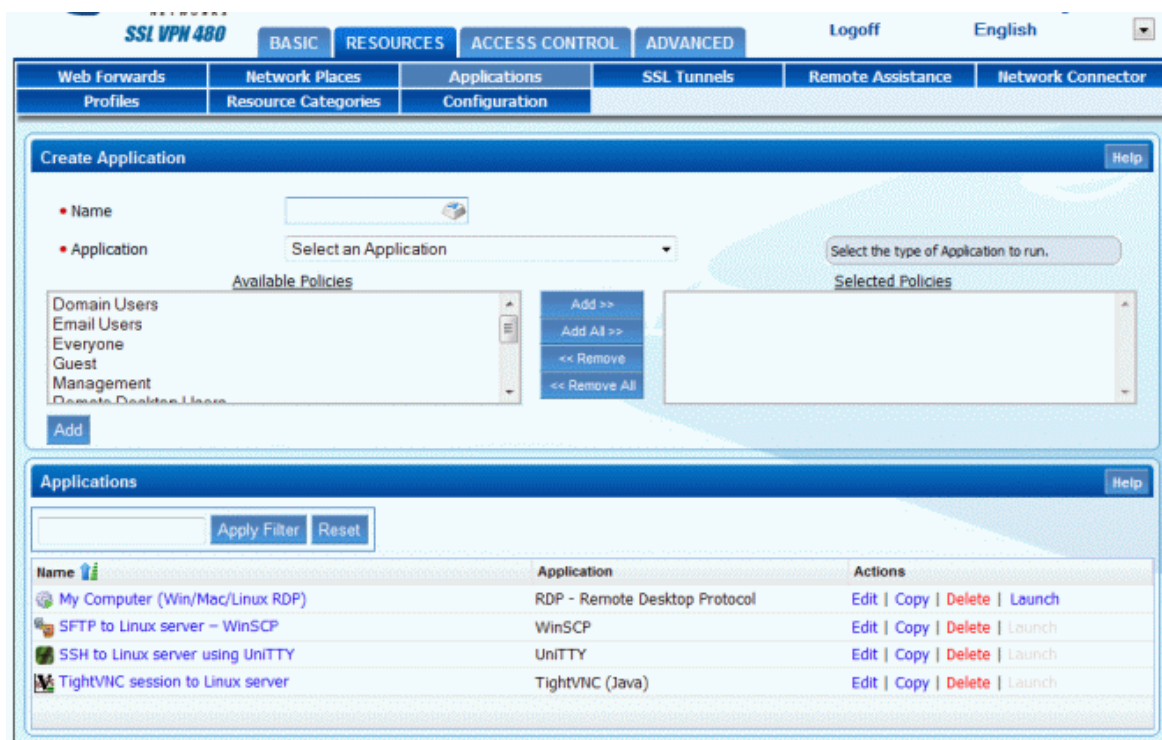 NETWORKS
SSL VPN 480
BASIC RESOURCES ACCESS CONTROL ADVANCED
Logoff English
Web Forwards Network Places Applications SSL Tunnels Remote Assistance Network Connector
Profiles Resource Categories Configuration
Create Application Help
• Name
• Application Select an Application Select the type of Application to run.
Available Policies Selected Policies
Domain Users
Email Users
Everyone
Guest
Management
Remote Desktop Users
Add >>
Add All >>
<< Remove
<< Remove All
Add
Applications Help
Apply Filter Reset
Name Application Actions
My Computer (Win/Mac/Linux RDP) RDP - Remote Desktop Protocol Edit | Copy | Delete | Launch
SFTP to Linux server – WinSCP WinSCP Edit | Copy | Delete | Launch
SSH to Linux server using UniTTY UniTTY Edit | Copy | Delete | Launch
TightVNC session to Linux server TightVNC (Java) Edit | Copy | Delete | Launch